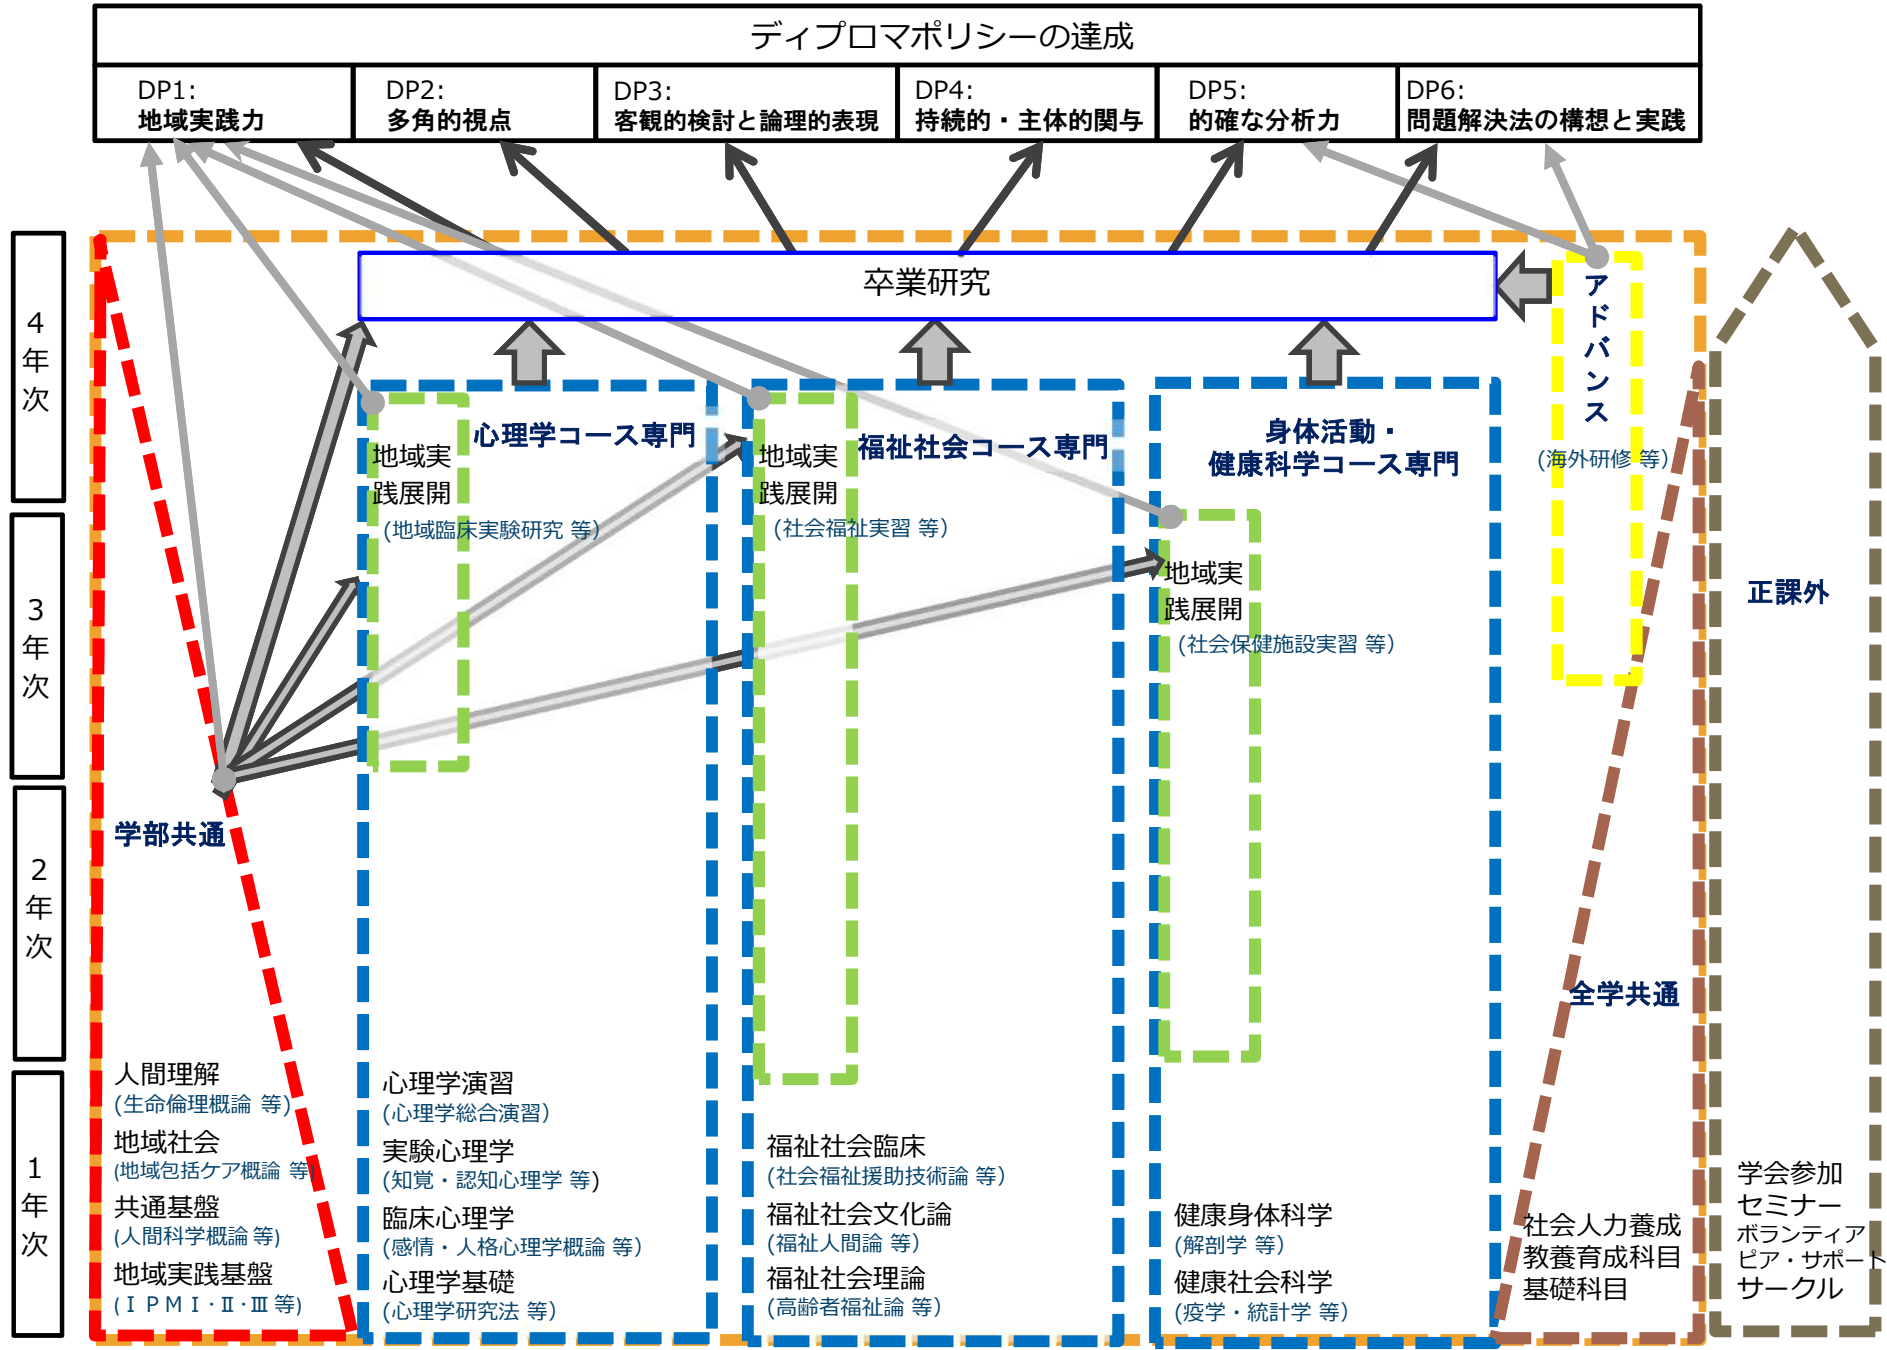 ディプロマポリシーの達成
DP1:
地域実践力
DP2:
多角的視点
DP3:
客観的検討と論理的表現
DP4:
持続的・主体的関与
DP5:
的確な分析力
DP6:
問題解決法の構想と実践
4
年
次
3
年
次
2
年
次
1
年
次
卒業研究
アドバンス
(海外研修 等)
学部共通
人間理解
(生命倫理概論 等)
地域社会
(地域包括ケア概論 等)
共通基盤
(人間科学概論 等)
地域実践基盤
(ＩＰＭⅠ・Ⅱ・Ⅲ 等)
心理学コース専門
地域実
践展開
(地域臨床実験研究 等)
心理学演習
(心理学総合演習)
実験心理学
(知覚・認知心理学 等)
臨床心理学
(感情・人格心理学概論 等)
心理学基礎
(心理学研究法 等)
福祉社会コース専門
地域実
践展開
(社会福祉実習 等)
福祉社会臨床
(社会福祉援助技術論 等)
福祉社会文化論
(福祉人間論 等)
福祉社会理論
(高齢者福祉論 等)
身体活動・
健康科学コース専門
地域実
践展開
(社会保健施設実習 等)
健康身体科学
(解剖学 等)
健康社会科学
(疫学・統計学 等)
全学共通
社会人力養成
教養育成科目
基礎科目
正課外
学会参加
セミナー
ボランティア
ピア・サポート
サークル